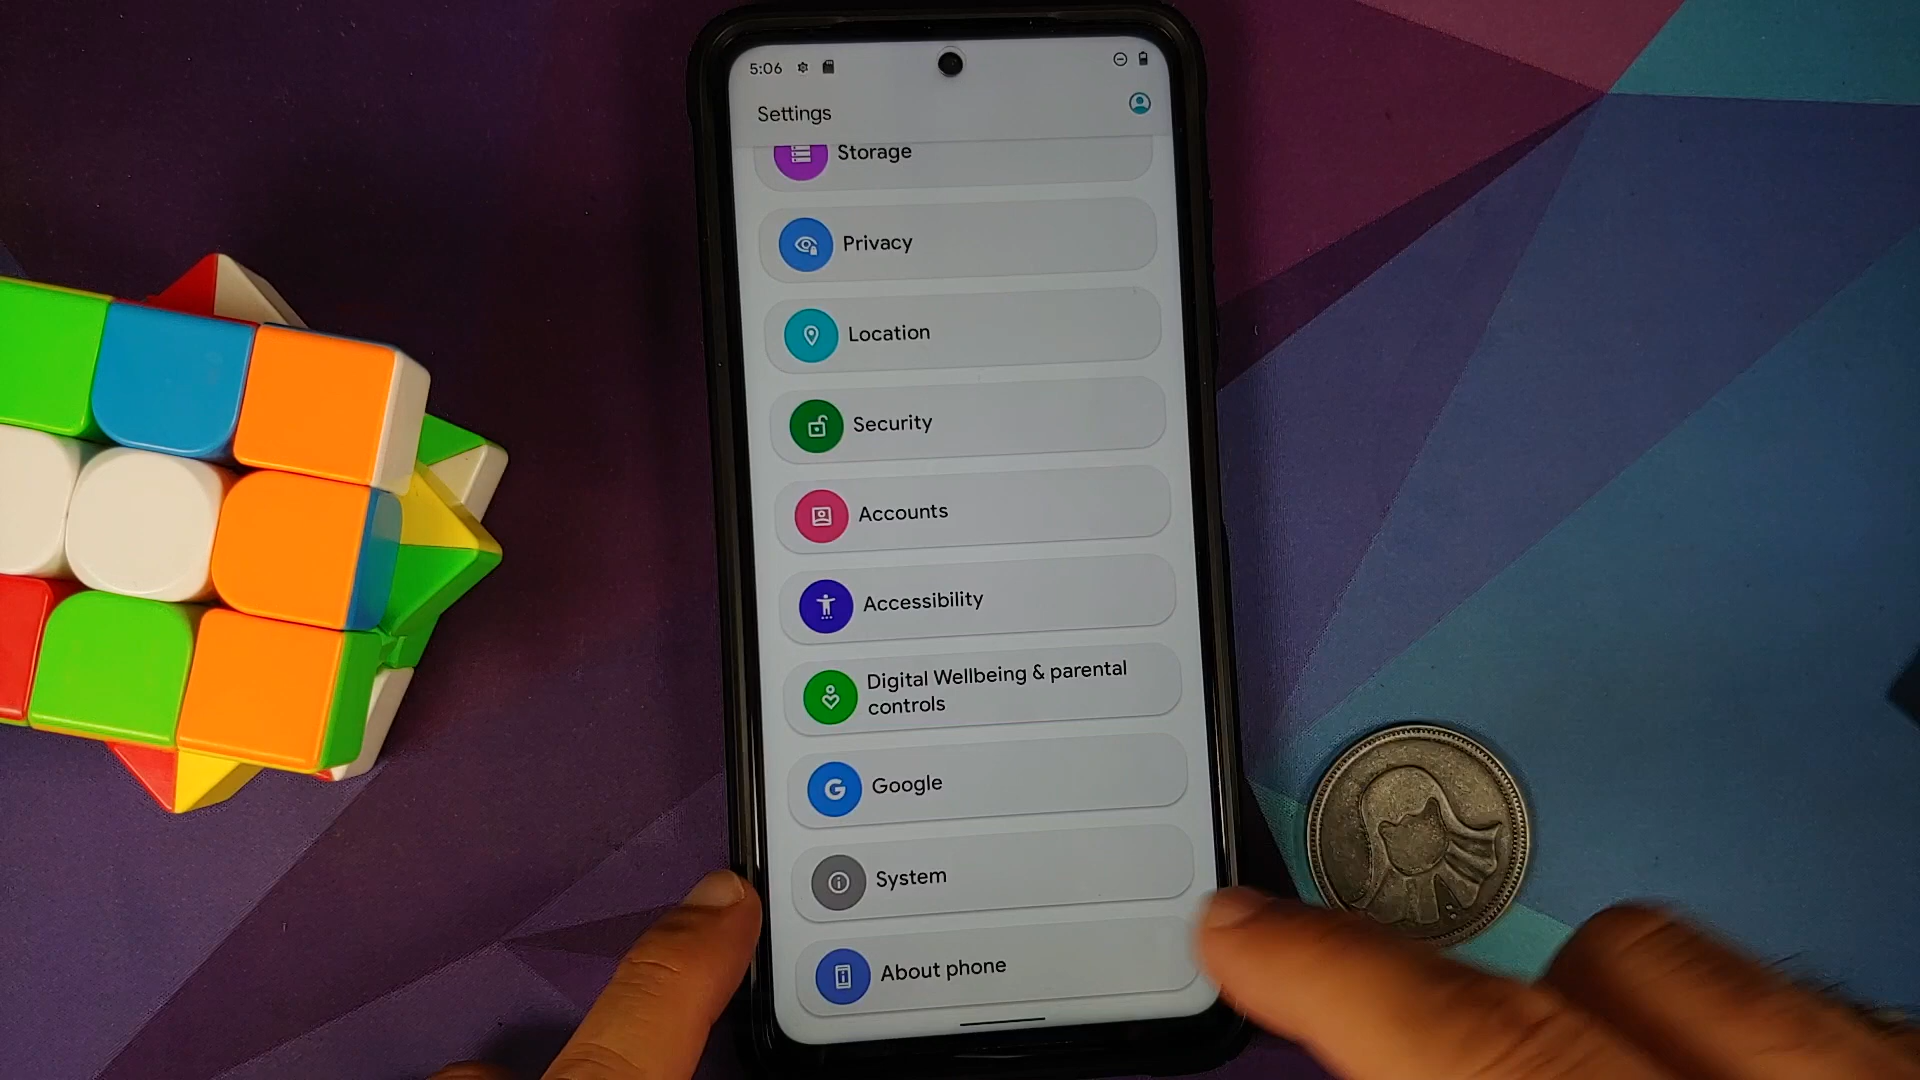 5:06
Settings
Storage
Privacy
Location
Security
Accounts
Accessibility
Digital Wellbeing & parental
controls
Google
System
About phone